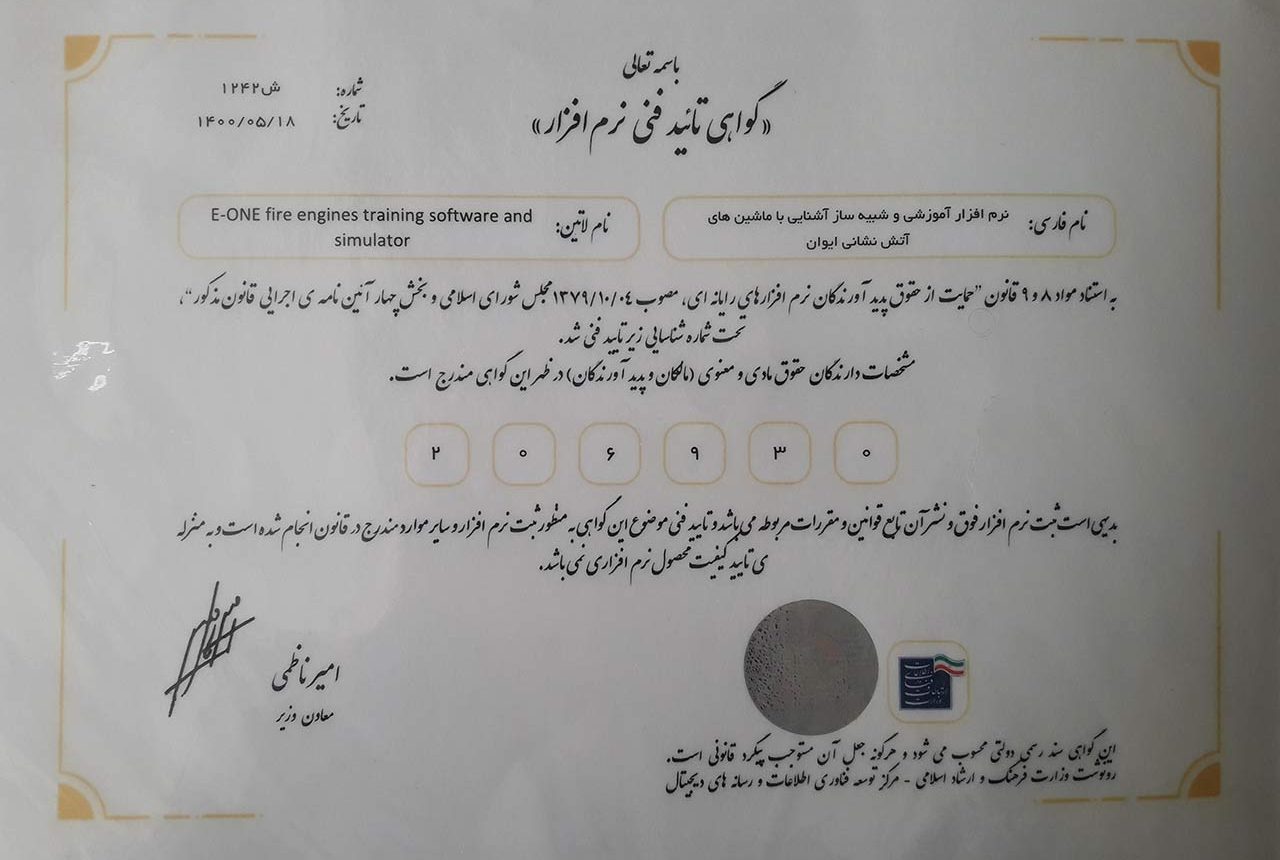 باسمه تعالی
«گواهی تائید فنی نرم افزار»
شماره: ش۱۲۴۲
تاریخ: ۱۴۰۰/۰۵/۱۸
نام فارسی: نرم افزار آموزشی و شبیه ساز آشنایی با ماشین های
آتش نشانی ایوان
نام لاتین: E-ONE fire engines training software and
simulator
به استناد مواد ۸ و ۹ قانون "حمایت از حقوق پدید آورندگان نرم افزارهاي رایانه ای، مصوب ۱۳۷۹/۱۰/۰۴ مجلس شورای اسلامی و بخش چهار آئین نامه ی اجرایی قانون مذکور"،
تحت شماره شناسایی زیر تایید فنی شد.
مشخصات دارندگان حقوق مادی و معنوی (مالکان و پدید آورندگان) در ظهر این گواهی مندرج است.
۲ ۰ ۶ ۹ ۳ ۰
بدیهی است ثبت نرم افزار فوق و نشر آن تابع قوانین و مقررات مربوطه می باشد و تایید فنی موضوع این گواهی به منظور ثبت نرم افزار و سایر موارد مندرج در قانون انجام شده است و به منزله
ی تایید کیفیت محصول نرم افزاری نمی باشد.
امیر ناظمی
معاون وزیر
این گواهی سند رسمی دولتی محسوب می شود و هرگونه جعل آن مستوجب پیگرد قانونی است.
رونوشت وزارت فرهنگ و ارشاد اسلامی - مرکز توسعه فناوری اطلاعات و رسانه های دیجیتال